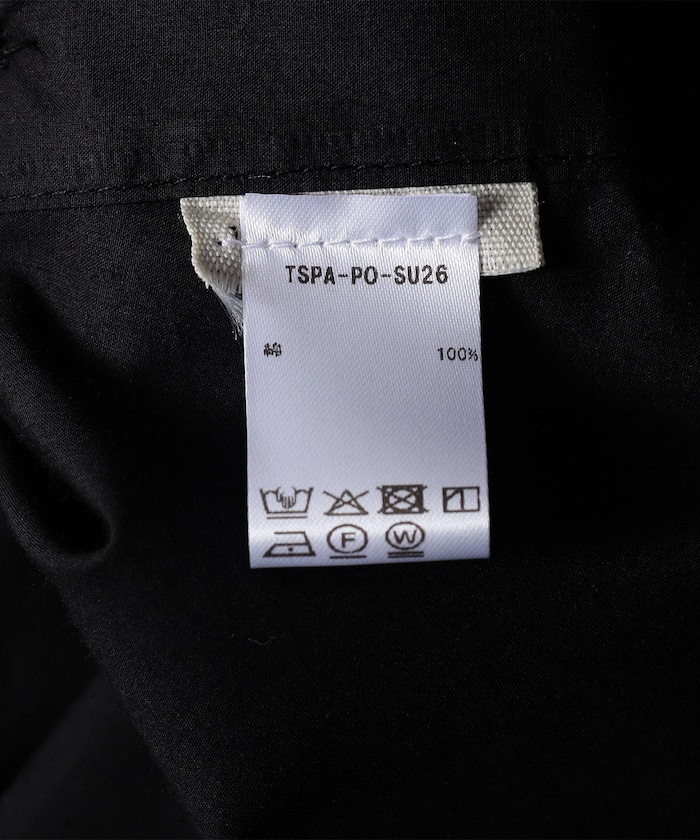 TSPA-PO-SU26
綿 100%
F W